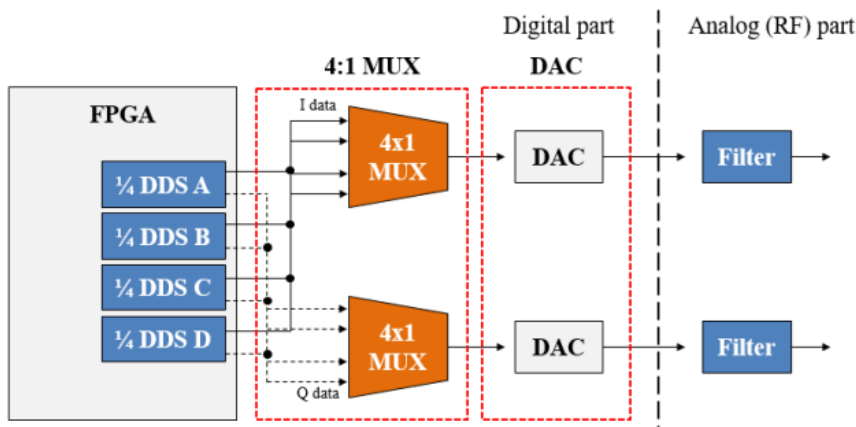 Digital part
Analog (RF) part
4:1 MUX
DAC
FPGA
I data
4x1
MUX
DAC
Filter
¼ DDS A
¼ DDS B
¼ DDS C
¼ DDS D
4x1
MUX
DAC
Filter
Q data